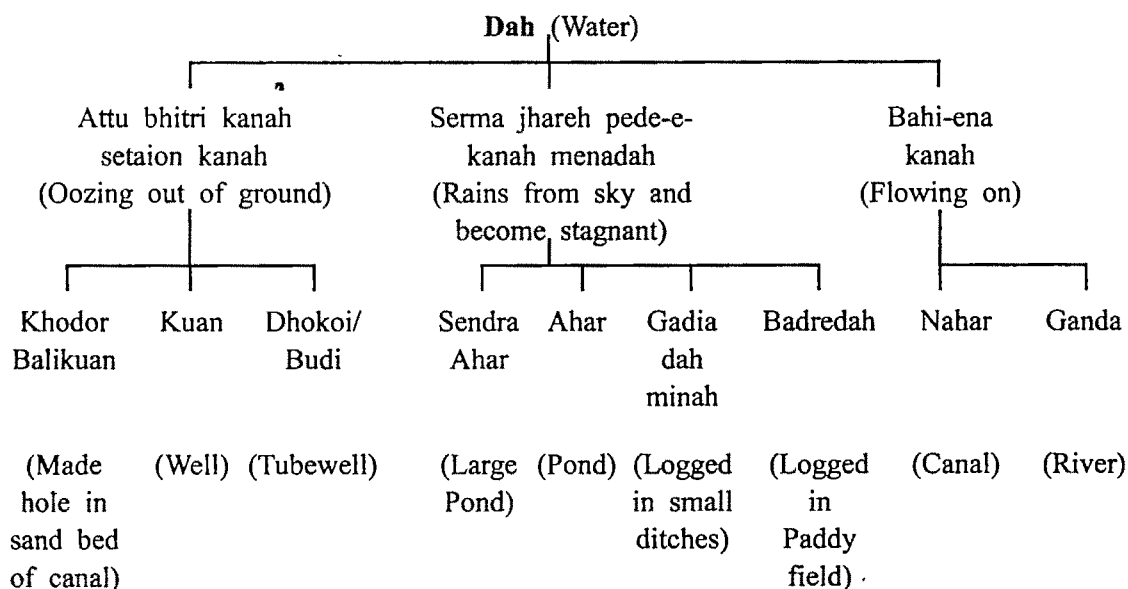 Dah (Water)
Attu bhitri kanah
setaion kanah
(Oozing out of ground)
Serma jhareh pede-e-
kanah menadah
(Rains from sky and
become stagnant)
Bahi-ena
kanah
(Flowing on)
Khodor
Balikuan
Kuan
Dhokoi/
Budi
Sendra
Ahar
Ahar
Gadia
dah
minah
Badredah
Nahar
Ganda
(Made
hole in
sand bed
of canal)
(Well)
(Tubewell)
(Large
Pond)
(Pond)
(Logged
in small
ditches)
(Logged
in
Paddy
field)
(Canal)
(River)